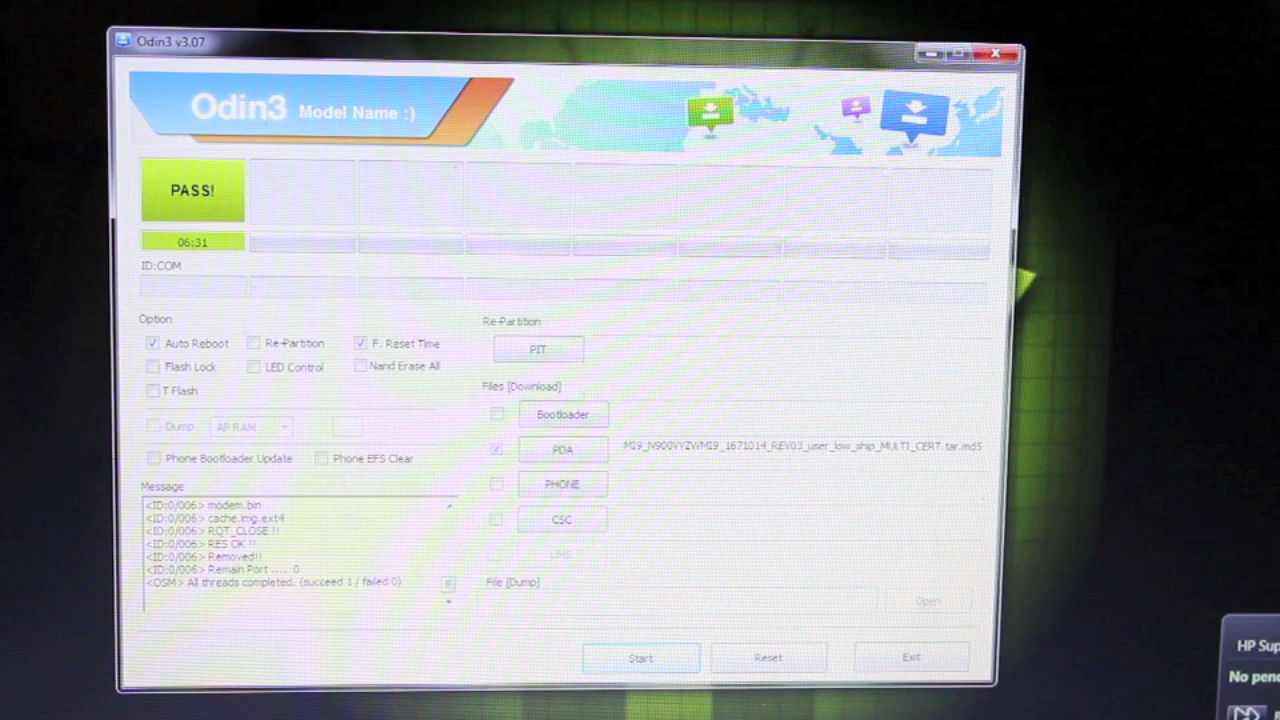 Odin3 v3.07
Odin3 Model Name :)
PASS!
06:31
ID:COM
Option
Auto Reboot Re-Partition F. Reset Time
Flash Lock LED Control Nand Erase All
T Flash
Dump AP RAM
Phone Bootloader Update Phone EFS Clear
Message
<ID:0/006> modem.bin
<ID:0/006> cache.img.ext4
<ID:0/006> RQT_CLOSE !!
<ID:0/006> RES OK !!
<ID:0/006> Removed!!
<ID:0/006> Remain Port .... 0
<OSM> All threads completed. (succeed 1 / failed 0)
Re-Partition
PIT
Files [Download]
Bootloader
PDA MI9_N900VVZWMI9_1671014_REV03_user_low_ship_MULTI_CERT.tar.md5
PHONE
CSC
UMS
File [Dump]
Open
Start Reset Exit
HP Sup
No pend